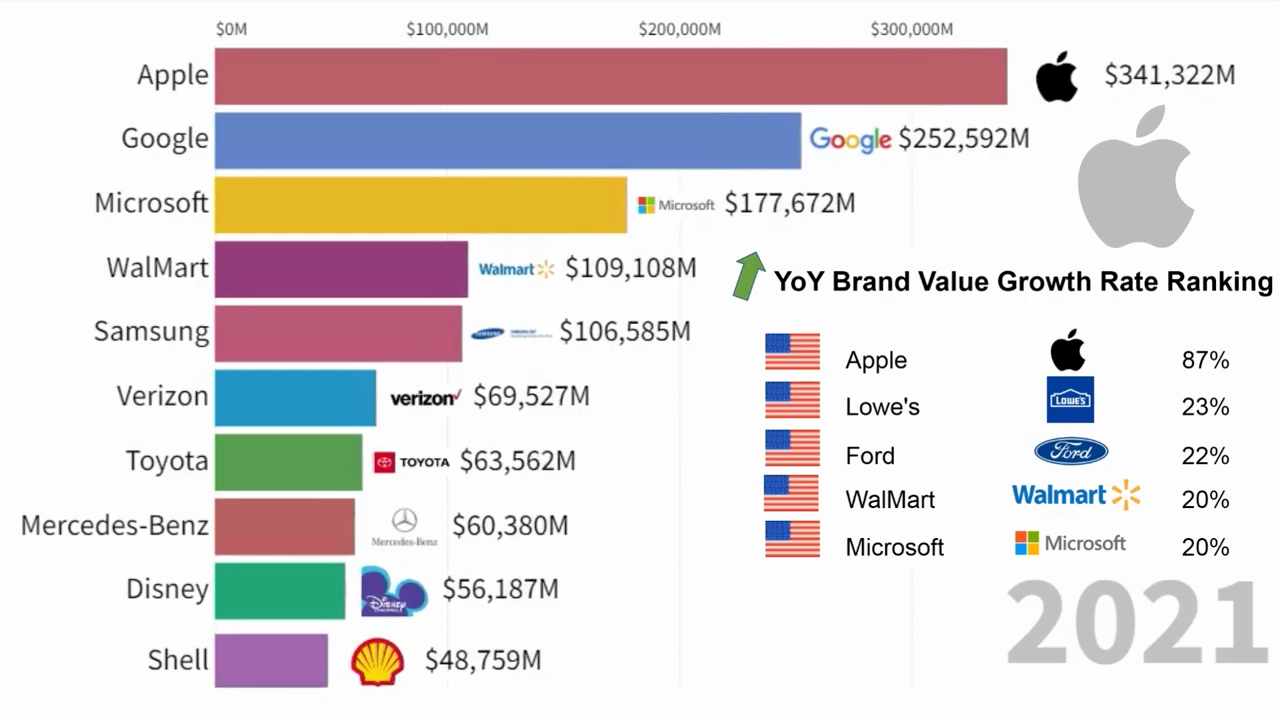 $0M $100,000M $200,000M $300,000M
Apple $341,322M
Google Google $252,592M
Microsoft Microsoft $177,672M
WalMart Walmart $109,108M
Samsung SAMSUNG $106,585M
Verizon verizon $69,527M
Toyota TOYOTA $63,562M
Mercedes-Benz Mercedes-Benz $60,380M
Disney Disney $56,187M
Shell $48,759M
YoY Brand Value Growth Rate Ranking
Apple 87%
Lowe's LOWE'S 23%
Ford Ford 22%
WalMart Walmart 20%
Microsoft Microsoft 20%
2021